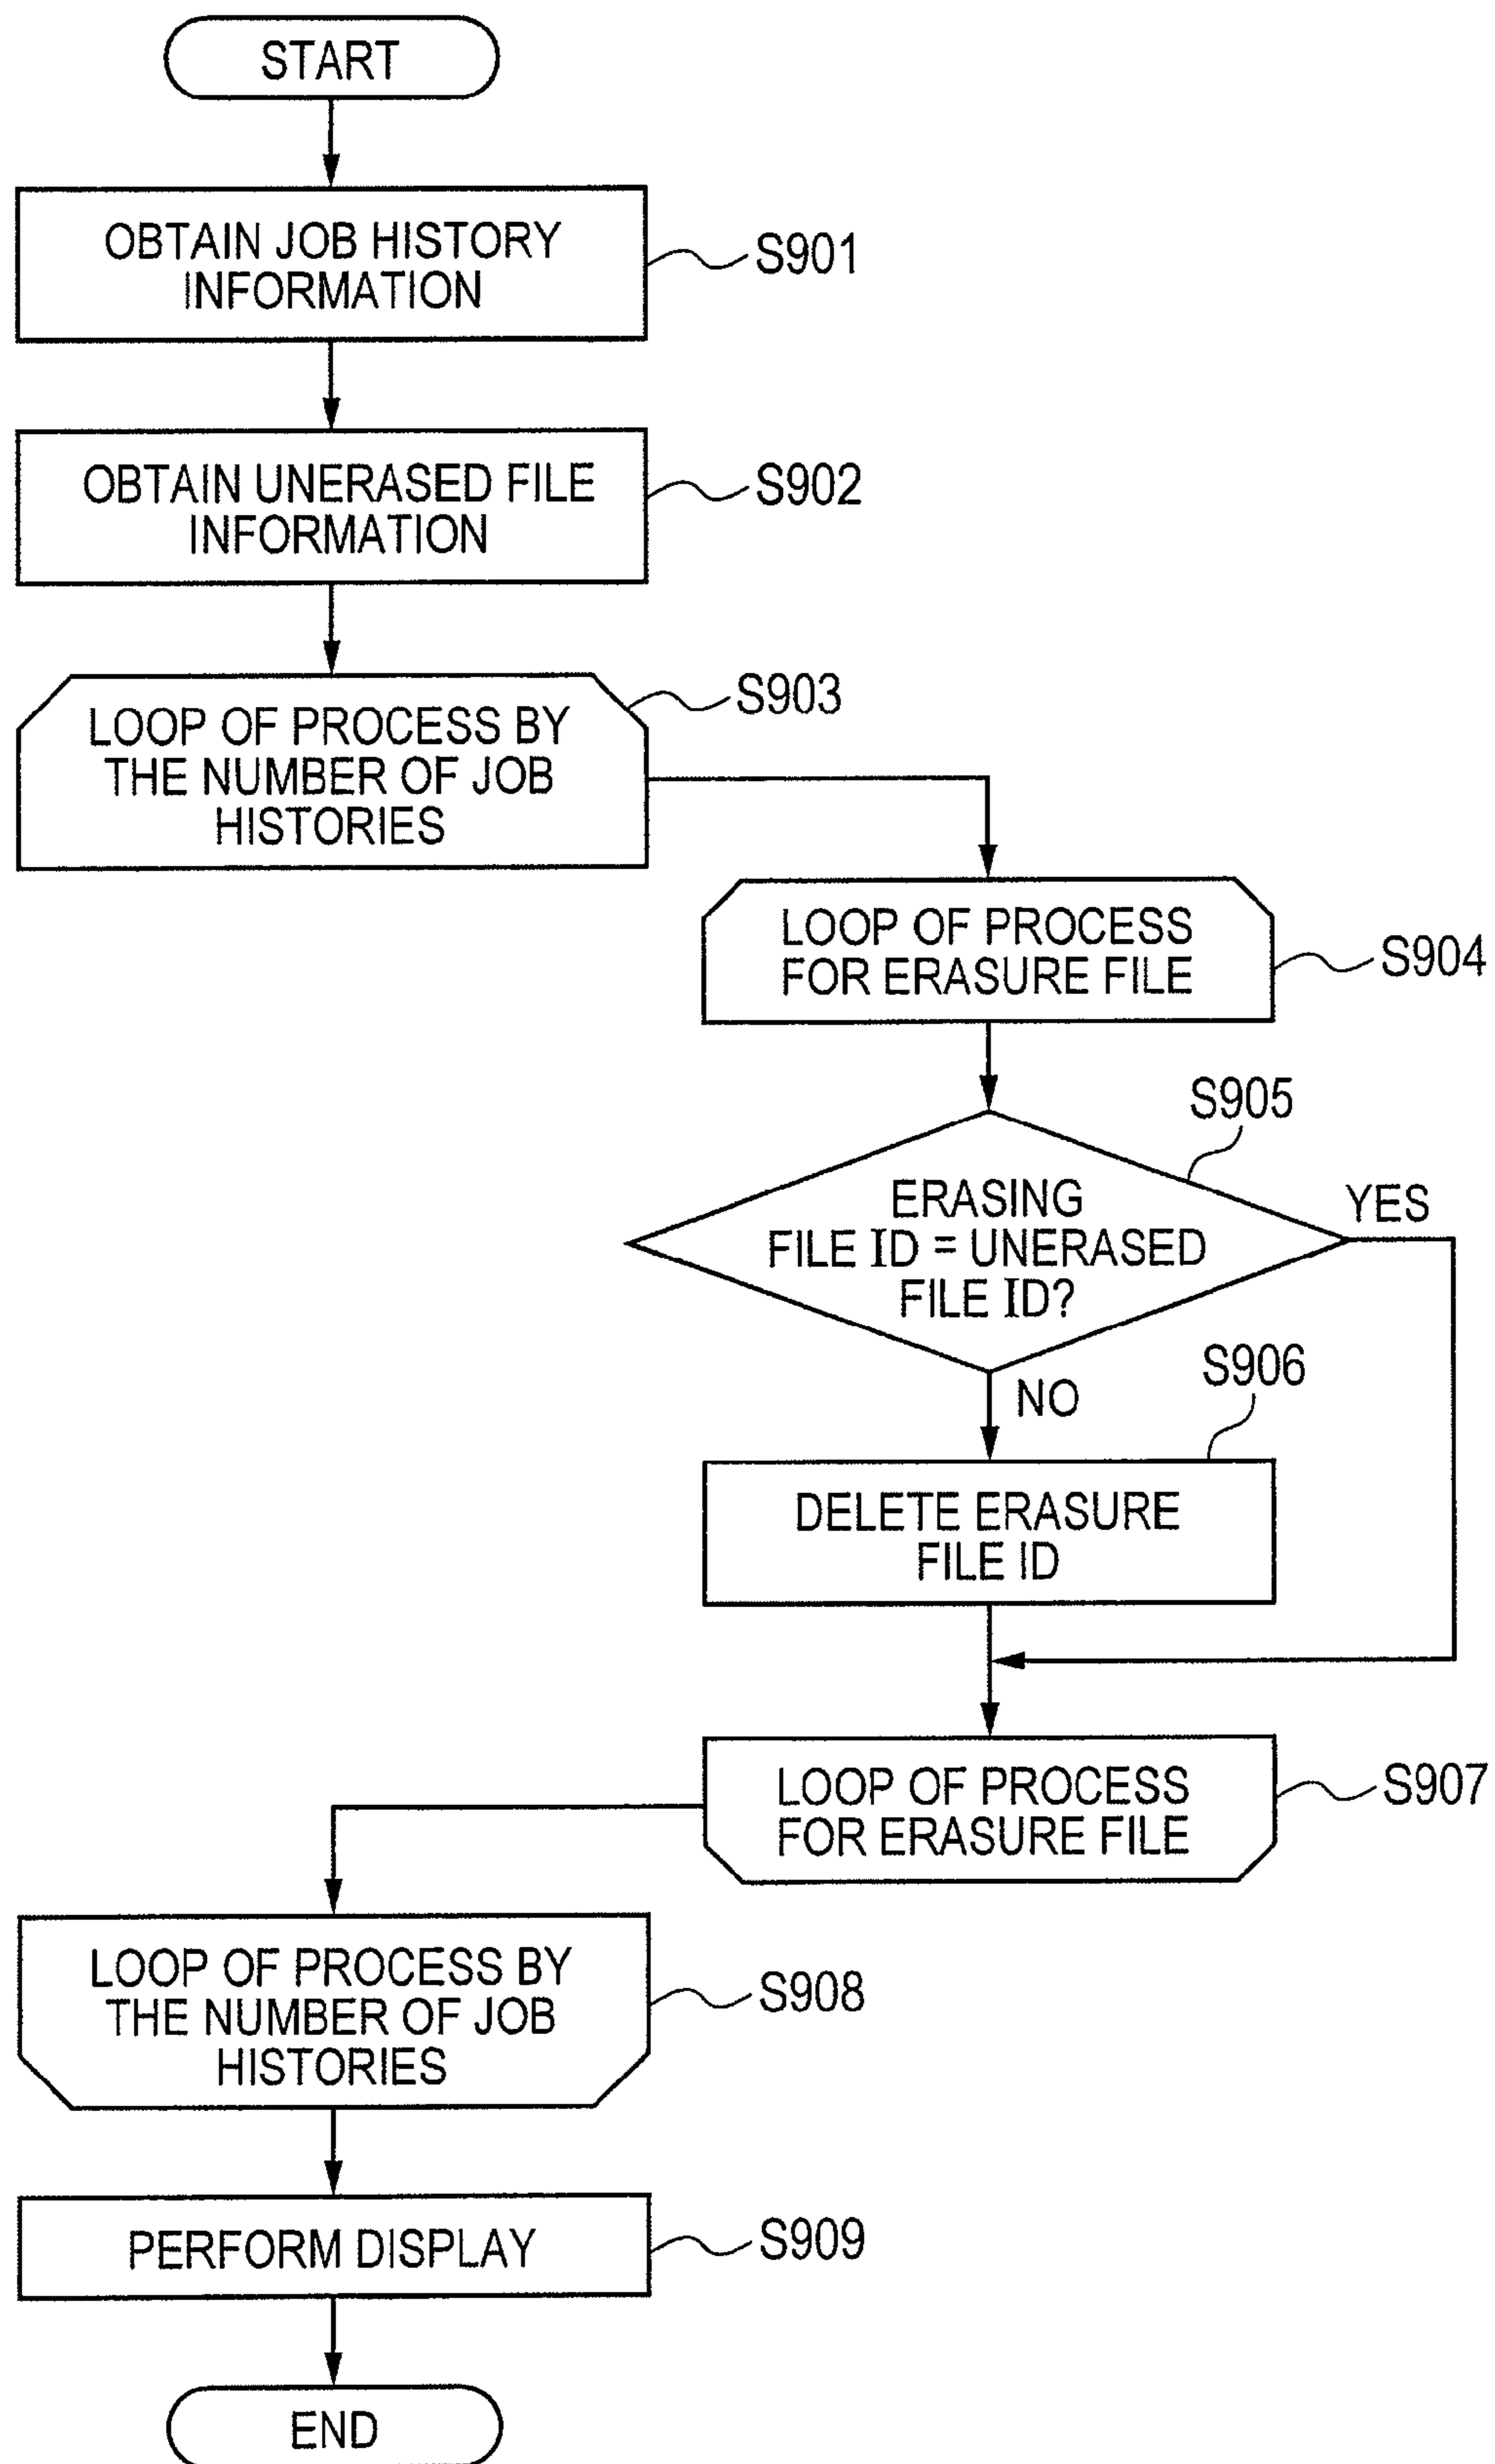 START
OBTAIN JOB HISTORY
INFORMATION
S901
OBTAIN UNERASED FILE
INFORMATION
S902
LOOP OF PROCESS BY
THE NUMBER OF JOB
HISTORIES
S903
LOOP OF PROCESS
FOR ERASURE FILE
S904
ERASING
FILE ID = UNERASED
FILE ID?
S905
YES
NO
DELETE ERASURE
FILE ID
S906
LOOP OF PROCESS
FOR ERASURE FILE
S907
LOOP OF PROCESS BY
THE NUMBER OF JOB
HISTORIES
S908
PERFORM DISPLAY
S909
END